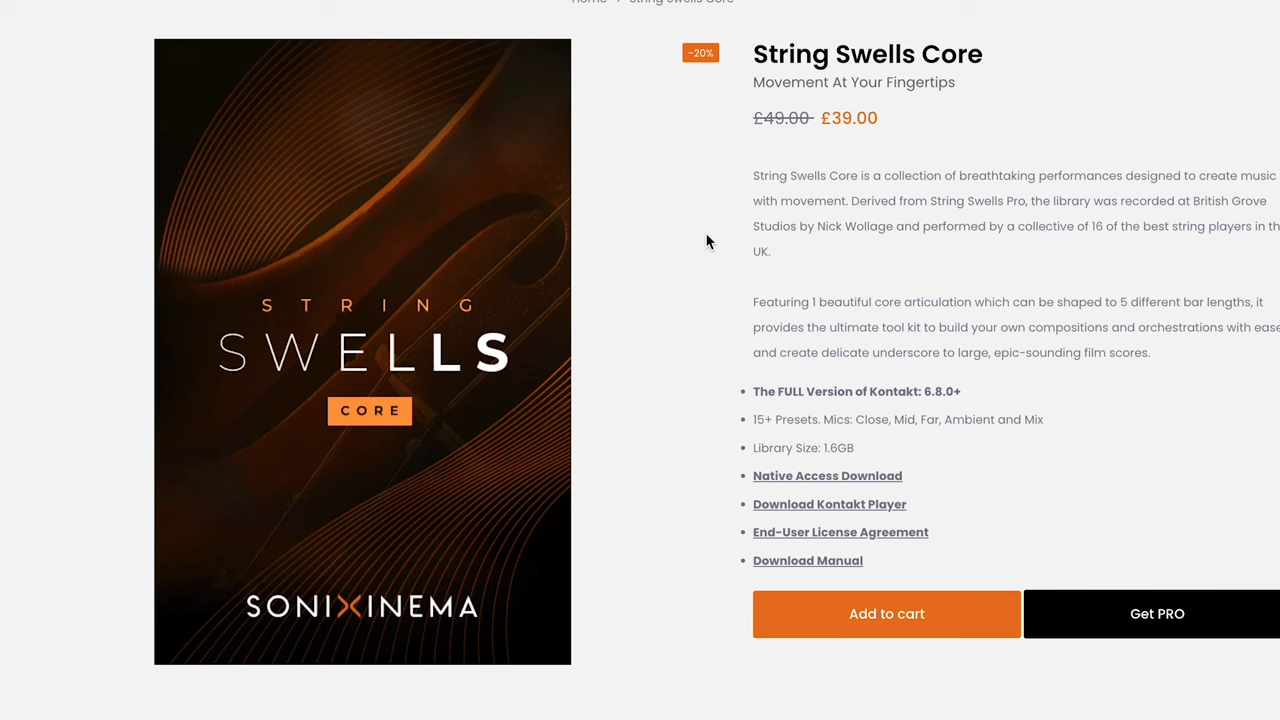 Home > String Swells Core
STRING
SWELLS
CORE
SONIXINEMA
-20%
String Swells Core
Movement At Your Fingertips
£49.00 £39.00
String Swells Core is a collection of breathtaking performances designed to create music
with movement. Derived from String Swells Pro, the library was recorded at British Grove
Studios by Nick Wollage and performed by a collective of 16 of the best string players in th
UK.
Featuring 1 beautiful core articulation which can be shaped to 5 different bar lengths, it
provides the ultimate tool kit to build your own compositions and orchestrations with ease
and create delicate underscore to large, epic-sounding film scores.
• The FULL Version of Kontakt: 6.8.0+
• 15+ Presets. Mics: Close, Mid, Far, Ambient and Mix
• Library Size: 1.6GB
• Native Access Download
• Download Kontakt Player
• End-User License Agreement
• Download Manual
Add to cart
Get PRO